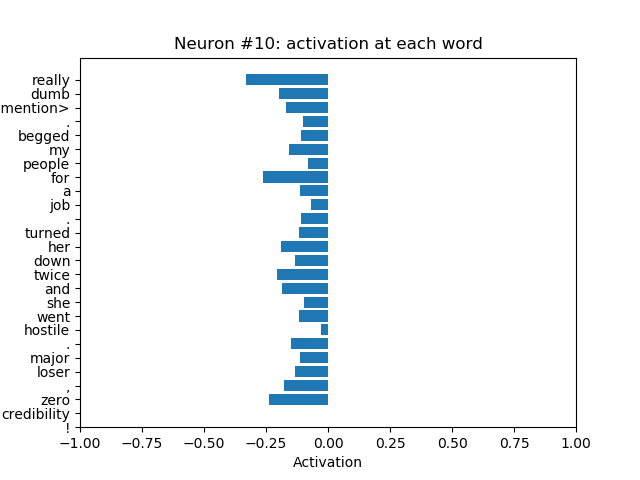 Neuron #10: activation at each word
really
dumb
mention>
.
begged
my
people
for
a
job
.
turned
her
down
twice
and
she
went
hostile
.
major
loser
,
zero
credibility
!
−1.00 −0.75 −0.50 −0.25 0.00 0.25 0.50 0.75 1.00
Activation